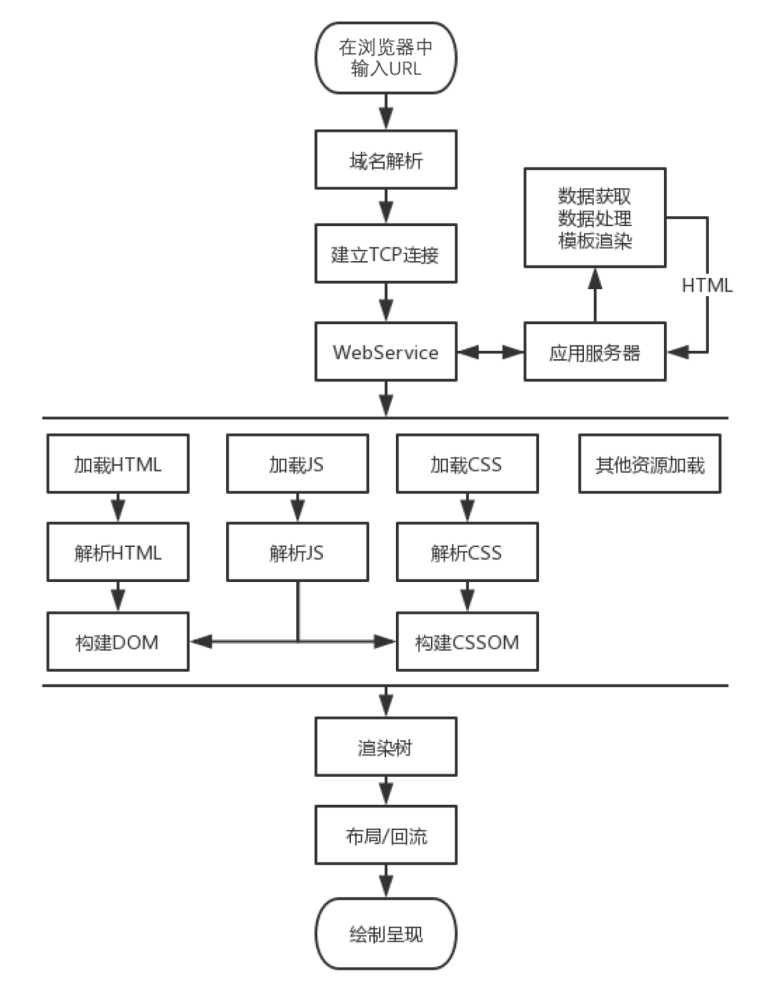 在浏览器中
输入URL
域名解析
建立TCP连接
数据获取
数据处理
模板渲染
HTML
WebService
应用服务器
加载HTML
加载JS
加载CSS
其他资源加载
解析HTML
解析JS
解析CSS
构建DOM
构建CSSOM
渲染树
布局/回流
绘制呈现